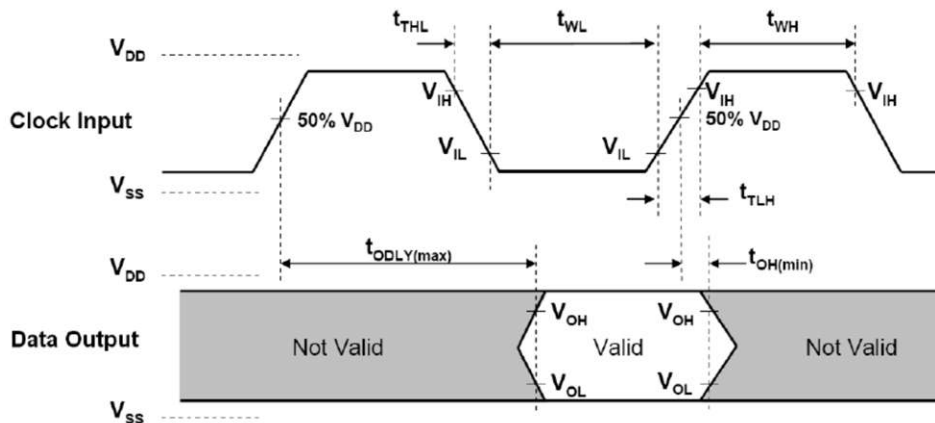 tTHL
tWL
tWH
VDD
VIH
VIH
VIH
Clock Input
50% VDD
50% VDD
VIL
VIL
VSS
tTLH
tODLY(max)
tOH(min)
VDD
VOH
VOH
Data Output
Not Valid
Valid
Not Valid
VOL
VOL
VSS